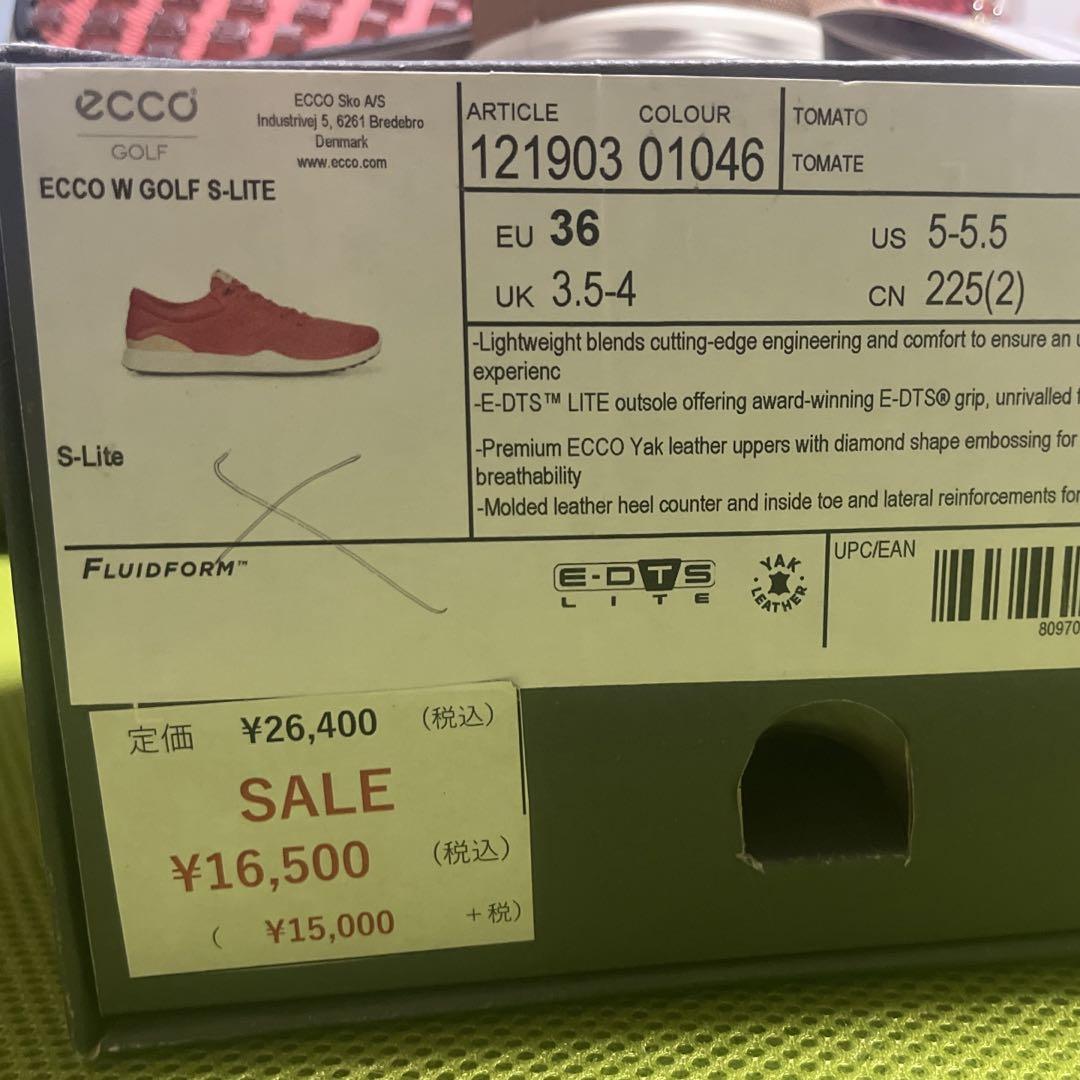 ecco
GOLF
ECCO Sko A/S
Industrivej 5, 6261 Bredebro
Denmark
www.ecco.com
ECCO W GOLF S-LITE
S-Lite
ARTICLE COLOUR
121903 01046
TOMATO
TOMATE
EU 36
US 5-5.5
UK 3.5-4
CN 225(2)
-Lightweight blends cutting-edge engineering and comfort to ensure an
experienc
-E-DTS™ LITE outsole offering award-winning E-DTS® grip, unrivalled
-Premium ECCO Yak leather uppers with diamond shape embossing for
breathability
-Molded leather heel counter and inside toe and lateral reinforcements for
FLUIDFORM™
E-DTS
LITE
YAK
LEATHER
UPC/EAN
80970
定価 ¥26,400 (税込)
SALE
¥16,500 (税込)
( ¥15,000 +税)